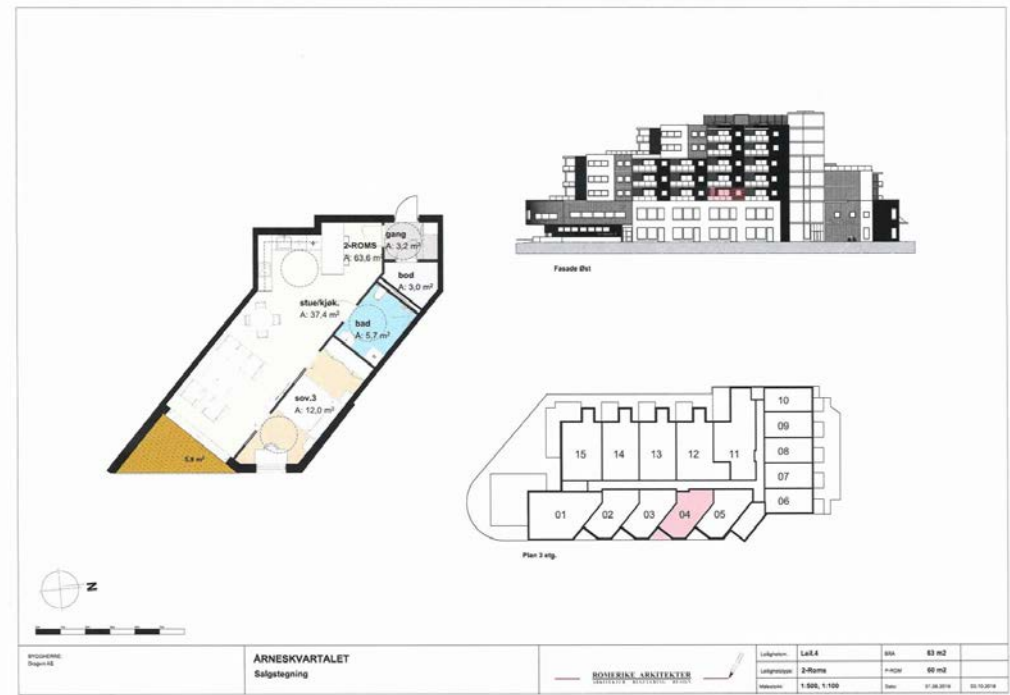 Fasade Øst
gang
A: 3,2 m²
2-ROMS
A: 63,6 m²
bod
A: 3,0 m²
stue/kjøk.
A: 37,4 m²
bad
A: 5,7 m²
sov.3
A: 12,0 m²
5,8 m²
10
09
08
07
06
15 14 13 12 11
01 02 03 04 05
Plan 3 etg.
N
BYGGHERRE:
ÅRNESKVARTALET
Salgstegning
ROMERIKE ARKITEKTER
Leil.4
BRA 63 m2
2-Roms
P-ROM 60 m2
1:500, 1:100